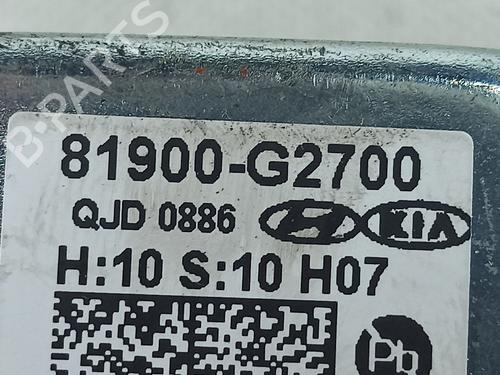 B-PARTS
81900-G2700
QJD 0886 KIA
H:10 S:10 H07
Pb